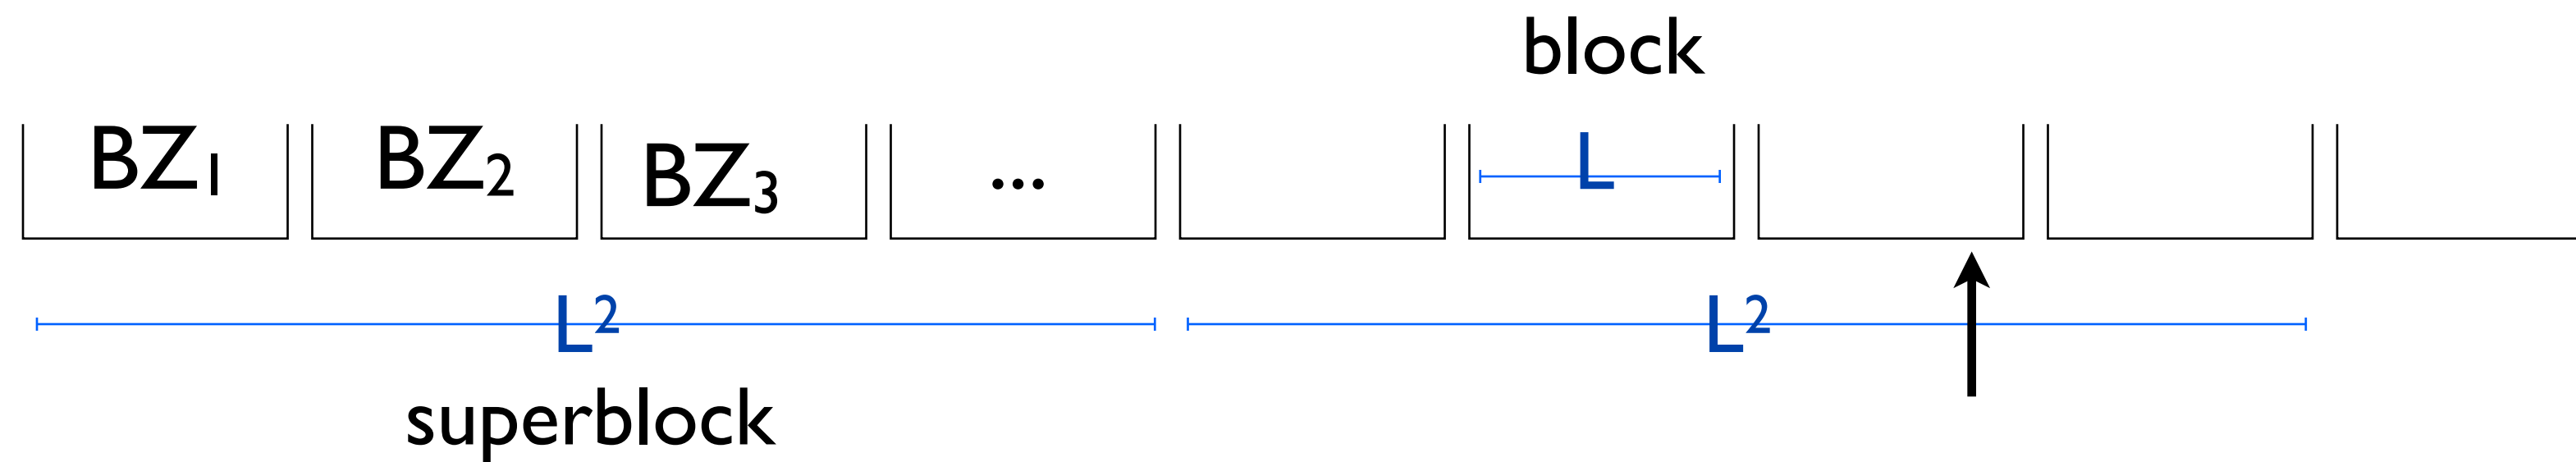 block
BZ₁ BZ₂ BZ₃ ... L
L² L²
superblock